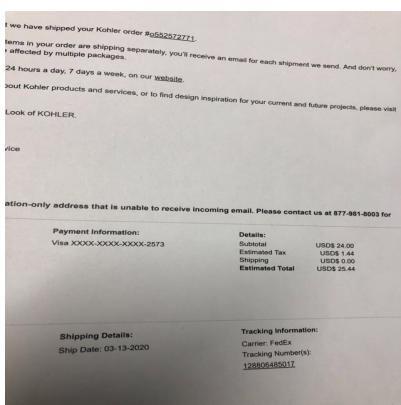 t we have shipped your Kohler order #o552572771.
tems in your order are shipping separately, you'll receive an email for each shipment we send. And don't worry,
affected by multiple packages.
24 hours a day, 7 days a week, on our website.
bout Kohler products and services, or to find design inspiration for your current and future projects, please visit
Look of KOHLER.
vice
ation-only address that is unable to receive incoming email. Please contact us at 877-981-8003 for
Payment Information:
Visa XXXX-XXXX-XXXX-2573
Details:
Subtotal USD$ 24.00
Estimated Tax USD$ 1.44
Shipping USD$ 0.00
Estimated Total USD$ 25.44
Shipping Details:
Ship Date: 03-13-2020
Tracking Information:
Carrier: FedEx
Tracking Number(s):
128806485017